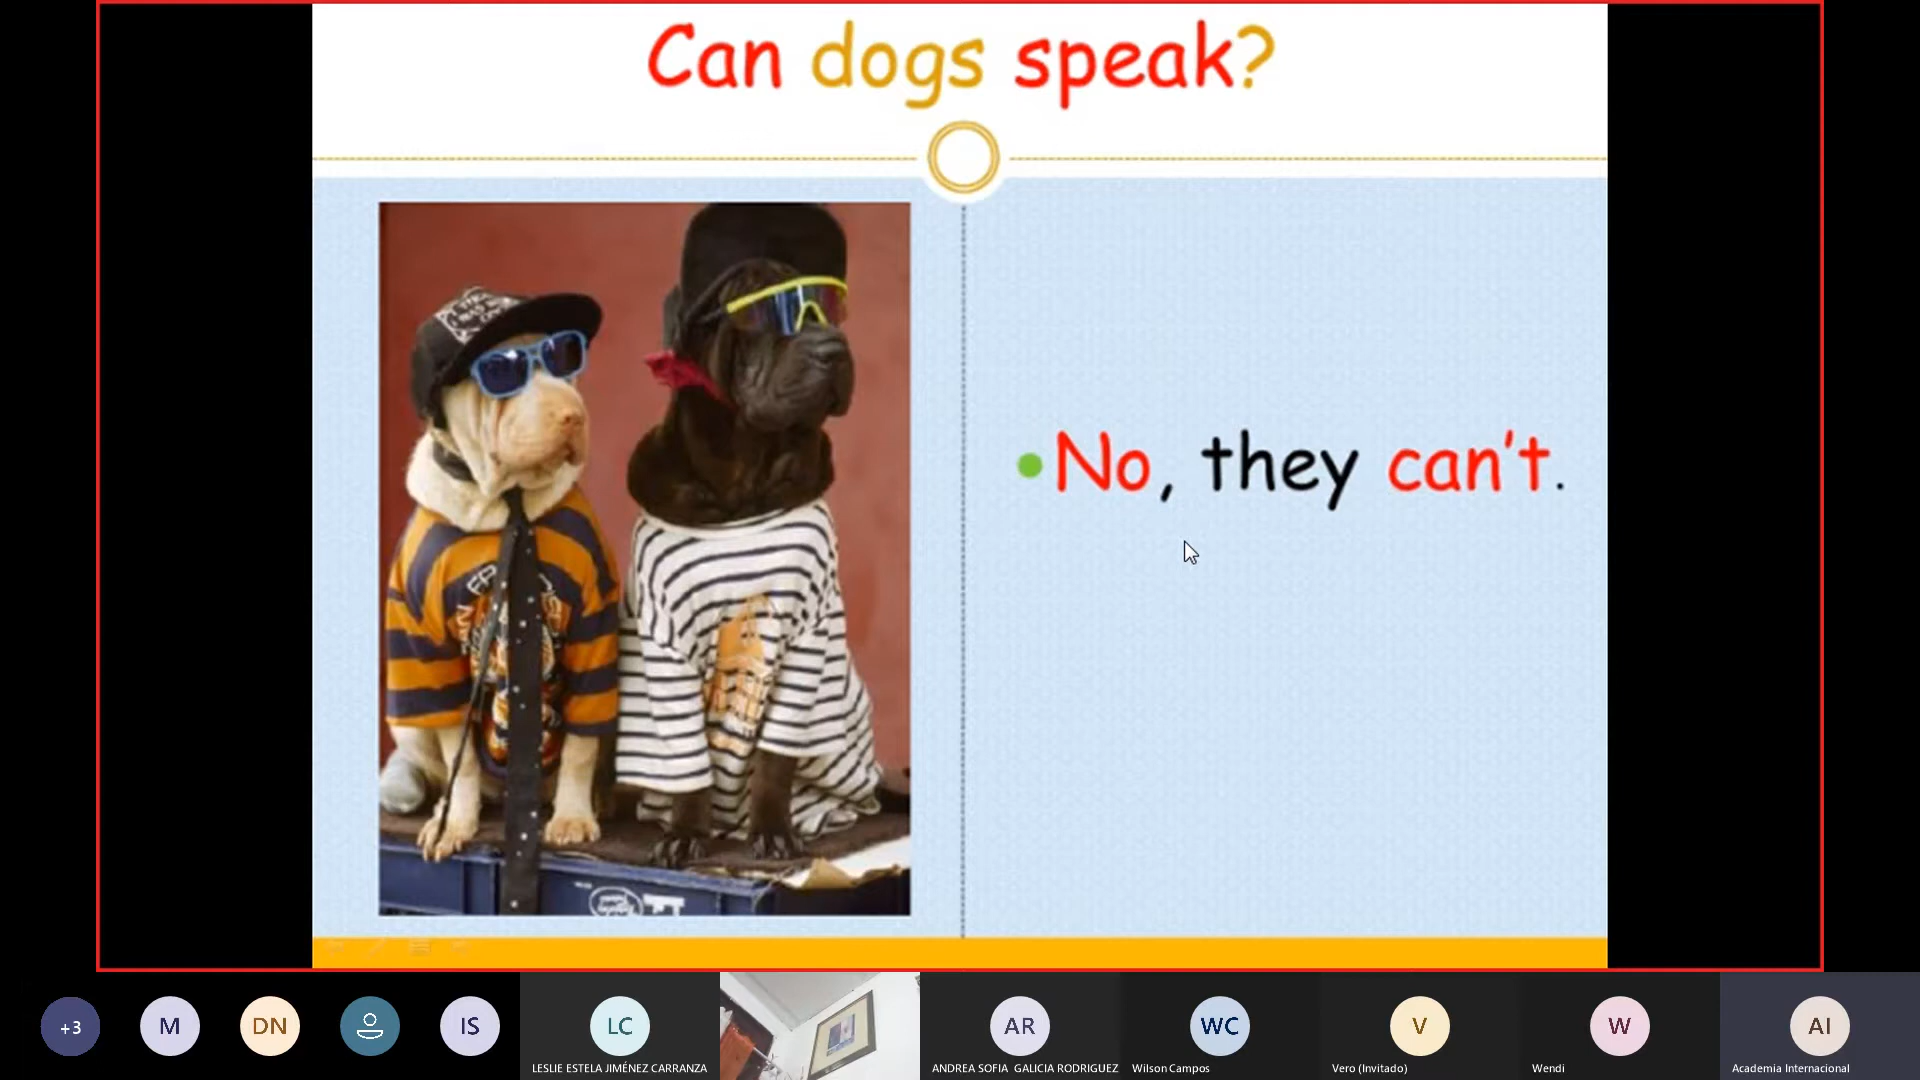 Can dogs speak?
No, they can't.
+3
M
DN
IS
LC
LESLIE ESTELA JIMÉNEZ CARRANZA
AR
ANDREA SOFIA GALICIA RODRIGUEZ
WC
Wilson Campos
V
Vero (Invitado)
W
Wendi
AI
Academia Internacional